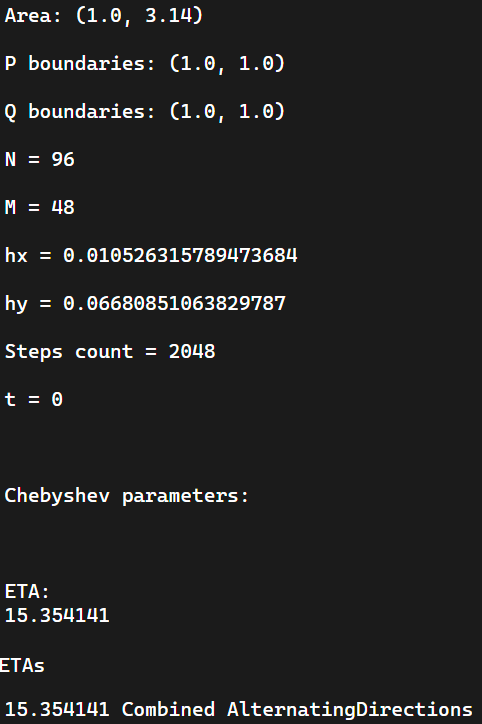 Area: (1.0, 3.14)
P boundaries: (1.0, 1.0)
Q boundaries: (1.0, 1.0)
N = 96
M = 48
hx = 0.010526315789473684
hy = 0.06680851063829787
Steps count = 2048
t = 0
Chebyshev parameters:
ETA:
15.354141
ETAs
15.354141 Combined AlternatingDirections